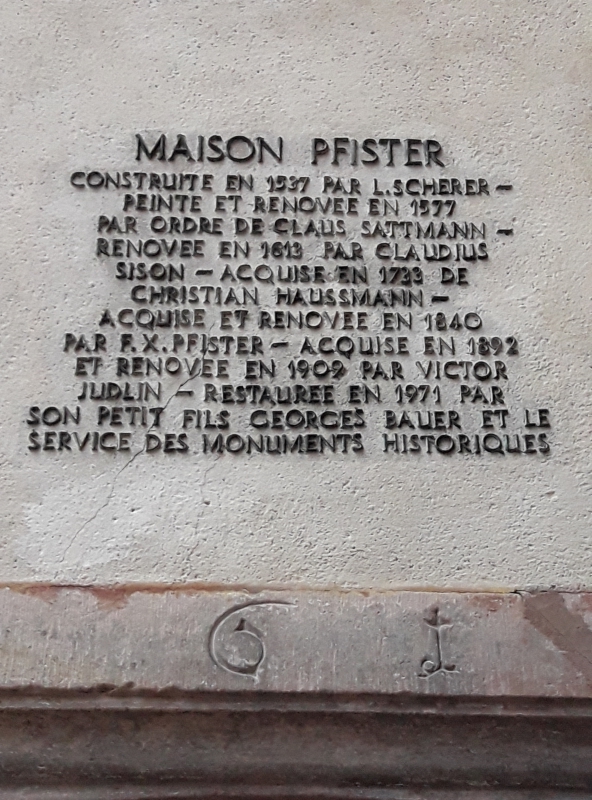 MAISON PFISTER
CONSTRUITE EN 1537 PAR L.SCHERER-
PEINTE ET RENOVEE EN 1577
PAR ORDRE DE CLAUS SATTMANN -
RENOVEE EN 1613 PAR CLAUDIUS
SISON - ACQUISE EN 1733 DE
CHRISTIAN HAUSSMANN -
ACQUISE ET RENOVEE EN 1840
PAR F.X.PFISTER - ACQUISE EN 1892
ET RENOVEE EN 1909 PAR VICTOR
JUDLIN - RESTAUREE EN 1971 PAR
SON PETIT FILS GEORGES BAUER ET LE
SERVICE DES MONUMENTS HISTORIQUES
6 1